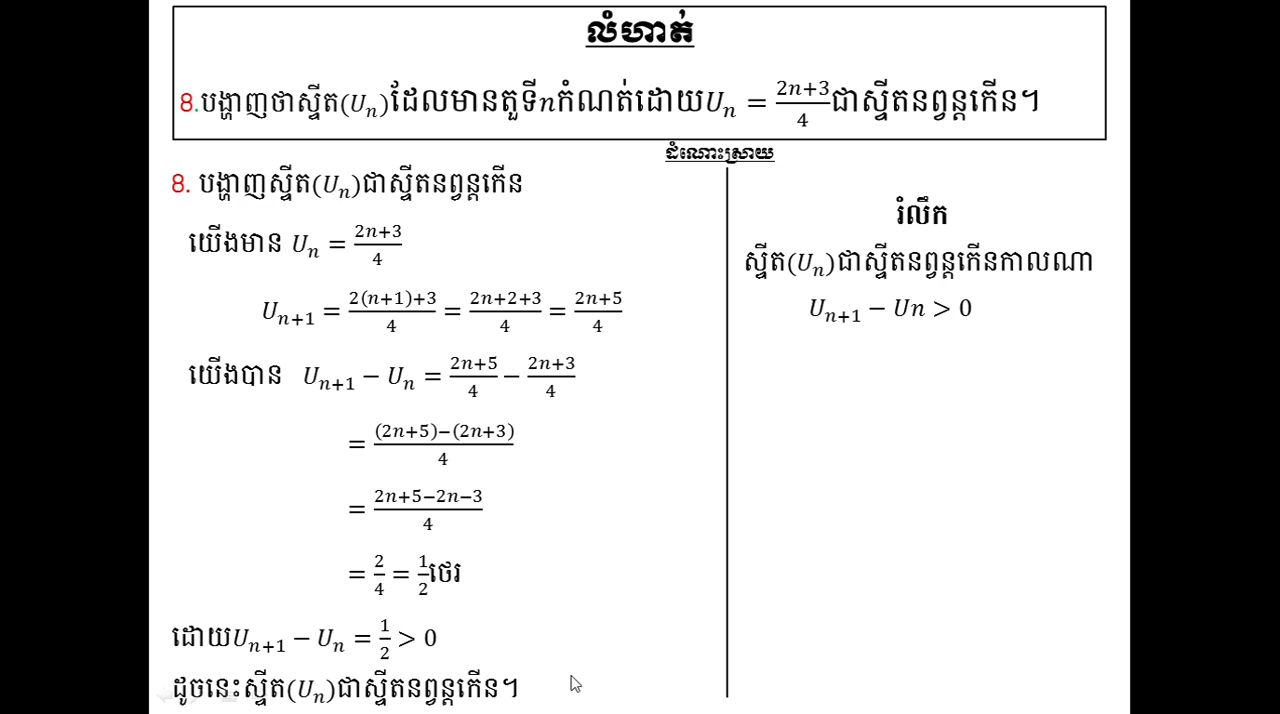 លំហាត់
8.បង្ហាញថាស្វ៊ីត(Uₙ)ដែលមានតួទីnកំណត់ដោយUₙ = (2n+3)/4ជាស្វ៊ីតនព្វន្តកើន។
ដំណោះស្រាយ
8. បង្ហាញស្វ៊ីត(Uₙ)ជាស្វ៊ីតនព្វន្តកើន
យើងមាន Uₙ = (2n+3)/4
Uₙ₊₁ = (2(n+1)+3)/4 = (2n+2+3)/4 = (2n+5)/4
យើងបាន Uₙ₊₁ − Uₙ = (2n+5)/4 − (2n+3)/4
= ((2n+5)−(2n+3))/4
= (2n+5−2n−3)/4
= 2/4 = 1/2ថេរ
ដោយUₙ₊₁ − Uₙ = 1/2 > 0
ដូចនេះស្វ៊ីត(Uₙ)ជាស្វ៊ីតនព្វន្តកើន។
រំលឹក
ស្វ៊ីត(Uₙ)ជាស្វ៊ីតនព្វន្តកើនកាលណា
Uₙ₊₁ − Un > 0